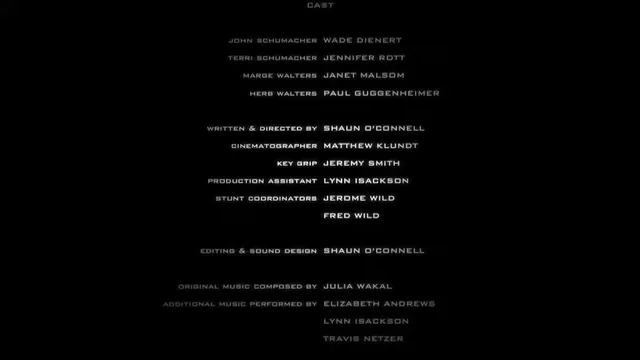 CAST
JOHN SCHUMACHER WADE DIENERT
TERRI SCHUMACHER JENNIFER ROTT
MARGE WALTERS JANET MALSOM
HERB WALTERS PAUL GUGGENHEIMER
WRITTEN & DIRECTED BY SHAUN O'CONNELL
CINEMATOGRAPHER MATTHEW KLUNDT
KEY GRIP JEREMY SMITH
PRODUCTION ASSISTANT LYNN ISACKSON
STUNT COORDINATORS JEROME WILD
FRED WILD
EDITING & SOUND DESIGN SHAUN O'CONNELL
ORIGINAL MUSIC COMPOSED BY JULIA WAKAL
ADDITIONAL MUSIC PERFORMED BY ELIZABETH ANDREWS
LYNN ISACKSON
TRAVIS NETZER